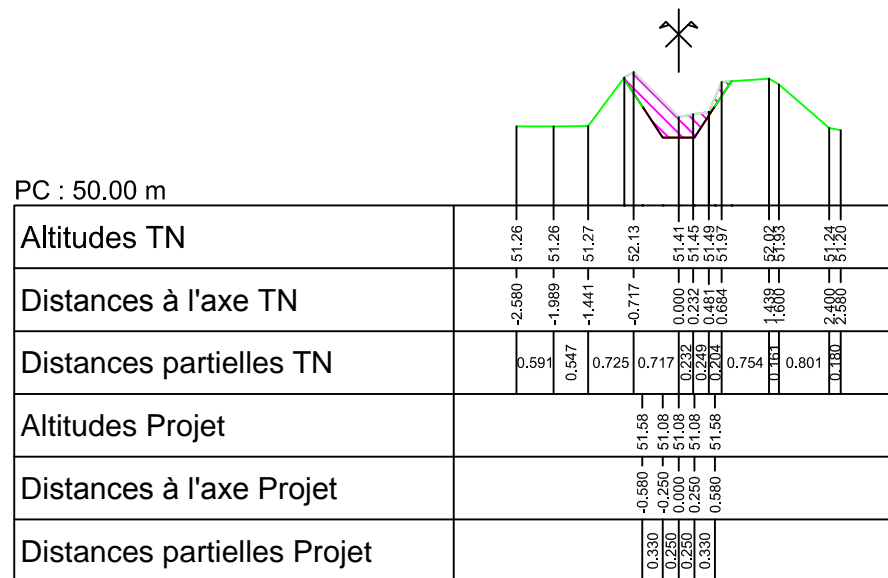 PC : 50.00 m
Altitudes TN
51.26 51.26 51.27 52.13 51.41 51.45 51.49 51.97 52.02 51.93 51.24 51.20
Distances à l'axe TN
-2.580 -1.989 -1.441 -0.717 0.000 0.232 0.481 0.684 1.439 1.600 2.400 2.580
Distances partielles TN
0.591 0.547 0.725 0.717 0.232 0.249 0.204 0.754 0.161 0.801 0.180
Altitudes Projet
51.58 51.08 51.08 51.08 51.58
Distances à l'axe Projet
-0.580 -0.250 0.000 0.250 0.580
Distances partielles Projet
0.330 0.250 0.250 0.330